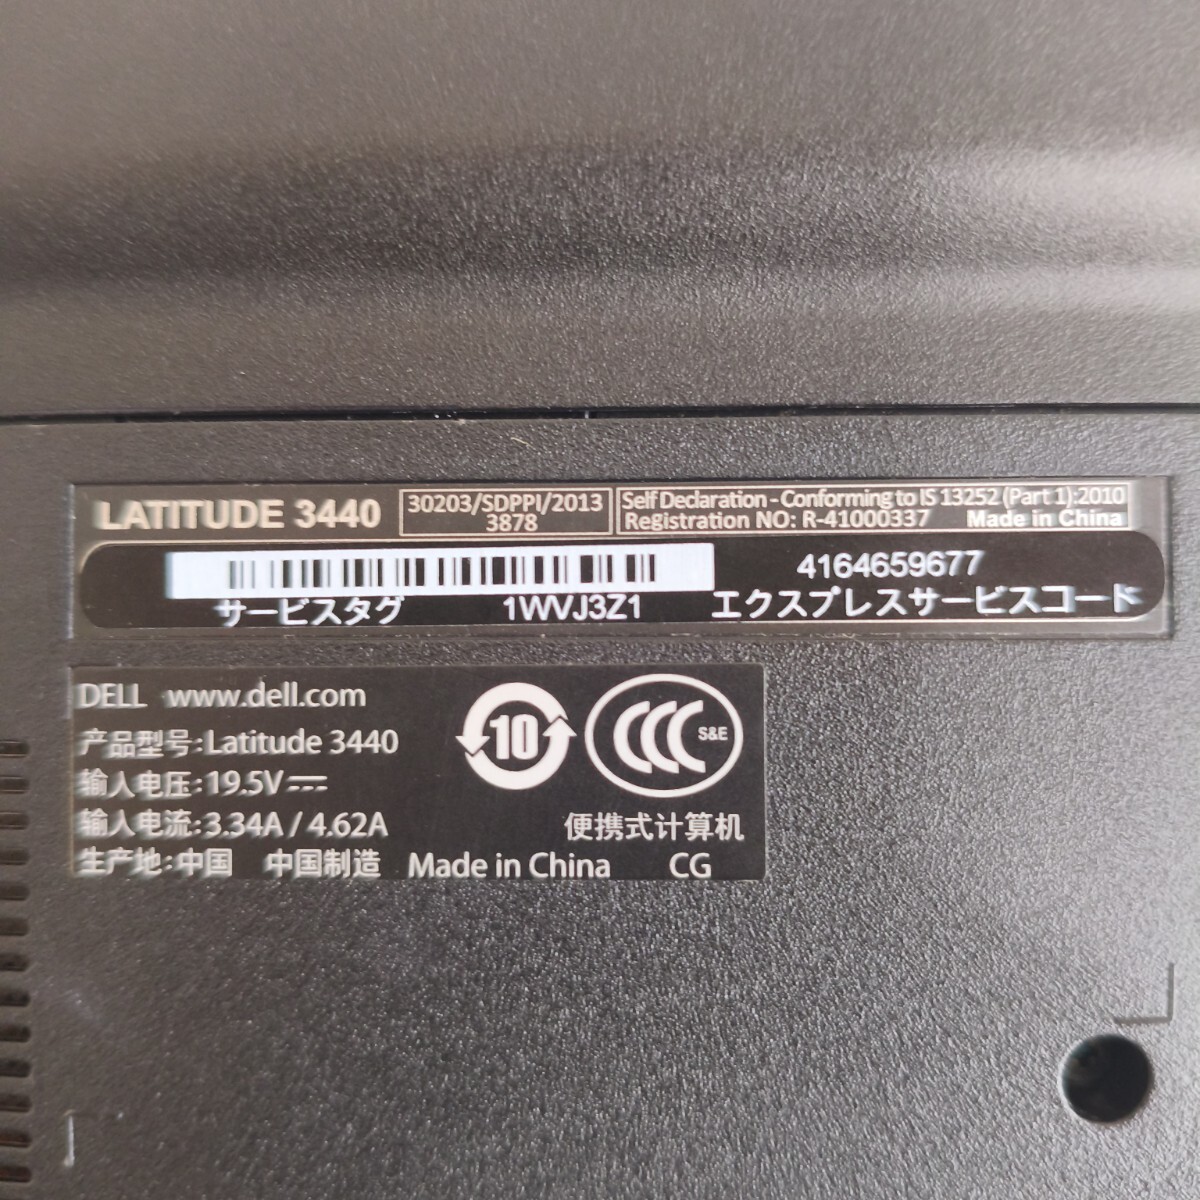 LATITUDE 3440
30203/SDPPI/2013
3878
Self Declaration - Conforming to IS 13252 (Part 1):2010
Registration NO: R-41000337 Made in China
4164659677
サービスタグ 1WVJ3Z1 エクスプレスサービスコード
DELL www.dell.com
产品型号:Latitude 3440
输入电压:19.5V⎓
输入电流:3.34A / 4.62A
生产地:中国 中国制造 Made in China CG
10
CCC S&E
便携式计算机